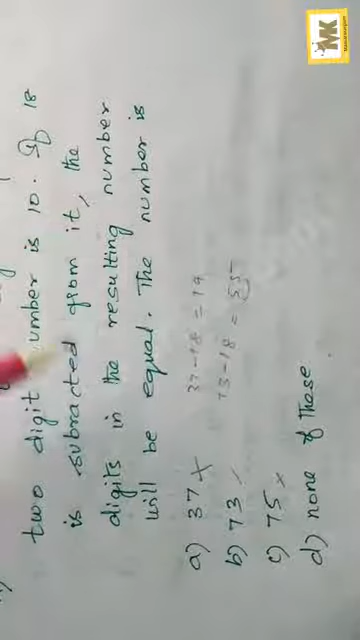 two digit number is 10. If 18
is subtracted from it, the
digits in the resulting number
will be equal. The number is
a) 37 x 37-18 = 19
b) 73 / 73-18 = 55
c) 75 x
d) none of these.
MK